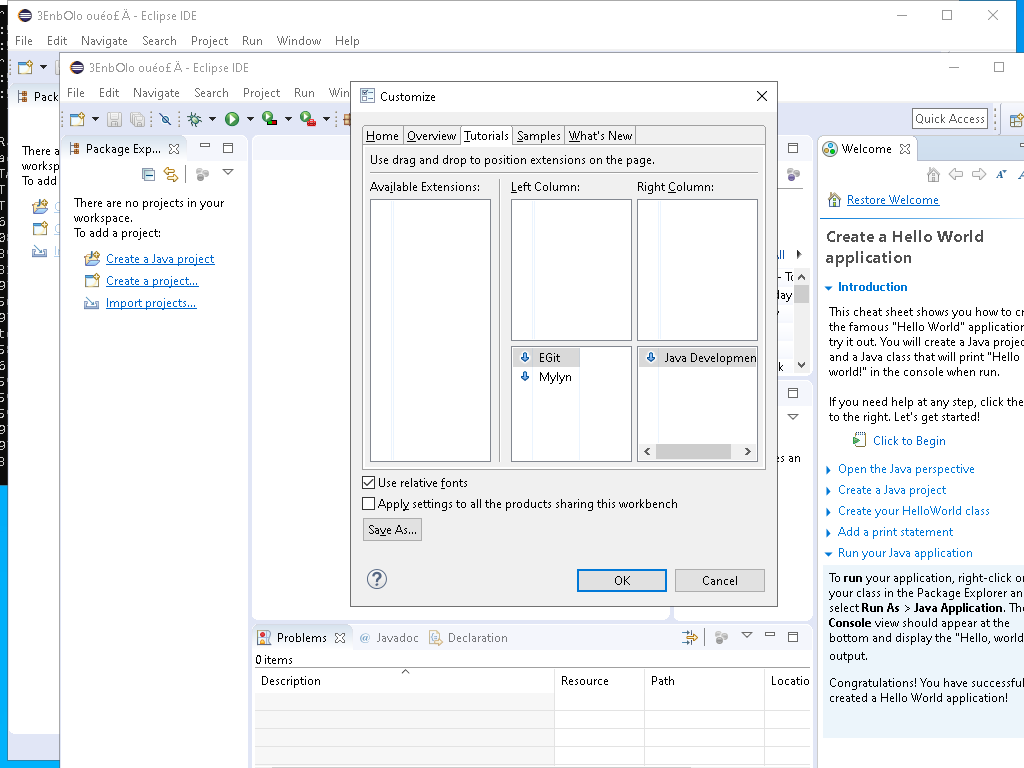 3EnbOlo ouéo£Ä - Eclipse IDE
File Edit Navigate Search Project Run Window Help
3EnbOlo ouéo£Ä - Eclipse IDE
File Edit Navigate Search Project Run Win
Quick Access
Pack
There a
worksp
To add
Package Exp...
There are no projects in your
workspace.
To add a project:
Create a Java project
Create a project...
Import projects...
Customize
Home Overview Tutorials Samples What's New
Use drag and drop to position extensions on the page.
Available Extensions: Left Column: Right Column:
EGit
Mylyn
Java Developmen
Use relative fonts
Apply settings to all the products sharing this workbench
Save As...
OK Cancel
Welcome
Restore Welcome
Create a Hello World
application
Introduction
This cheat sheet shows you how to cr
the famous "Hello World" application
try it out. You will create a Java projec
and a Java class that will print "Hello
world!" in the console when run.
If you need help at any step, click the
to the right. Let's get started!
Click to Begin
Open the Java perspective
Create a Java project
Create your HelloWorld class
Add a print statement
Run your Java application
To run your application, right-click on
your class in the Package Explorer an
select Run As > Java Application. The
Console view should appear at the
bottom and display the "Hello, world
output.
Congratulations! You have successful
created a Hello World application!
Problems Javadoc Declaration
0 items
Description Resource Path Locatio